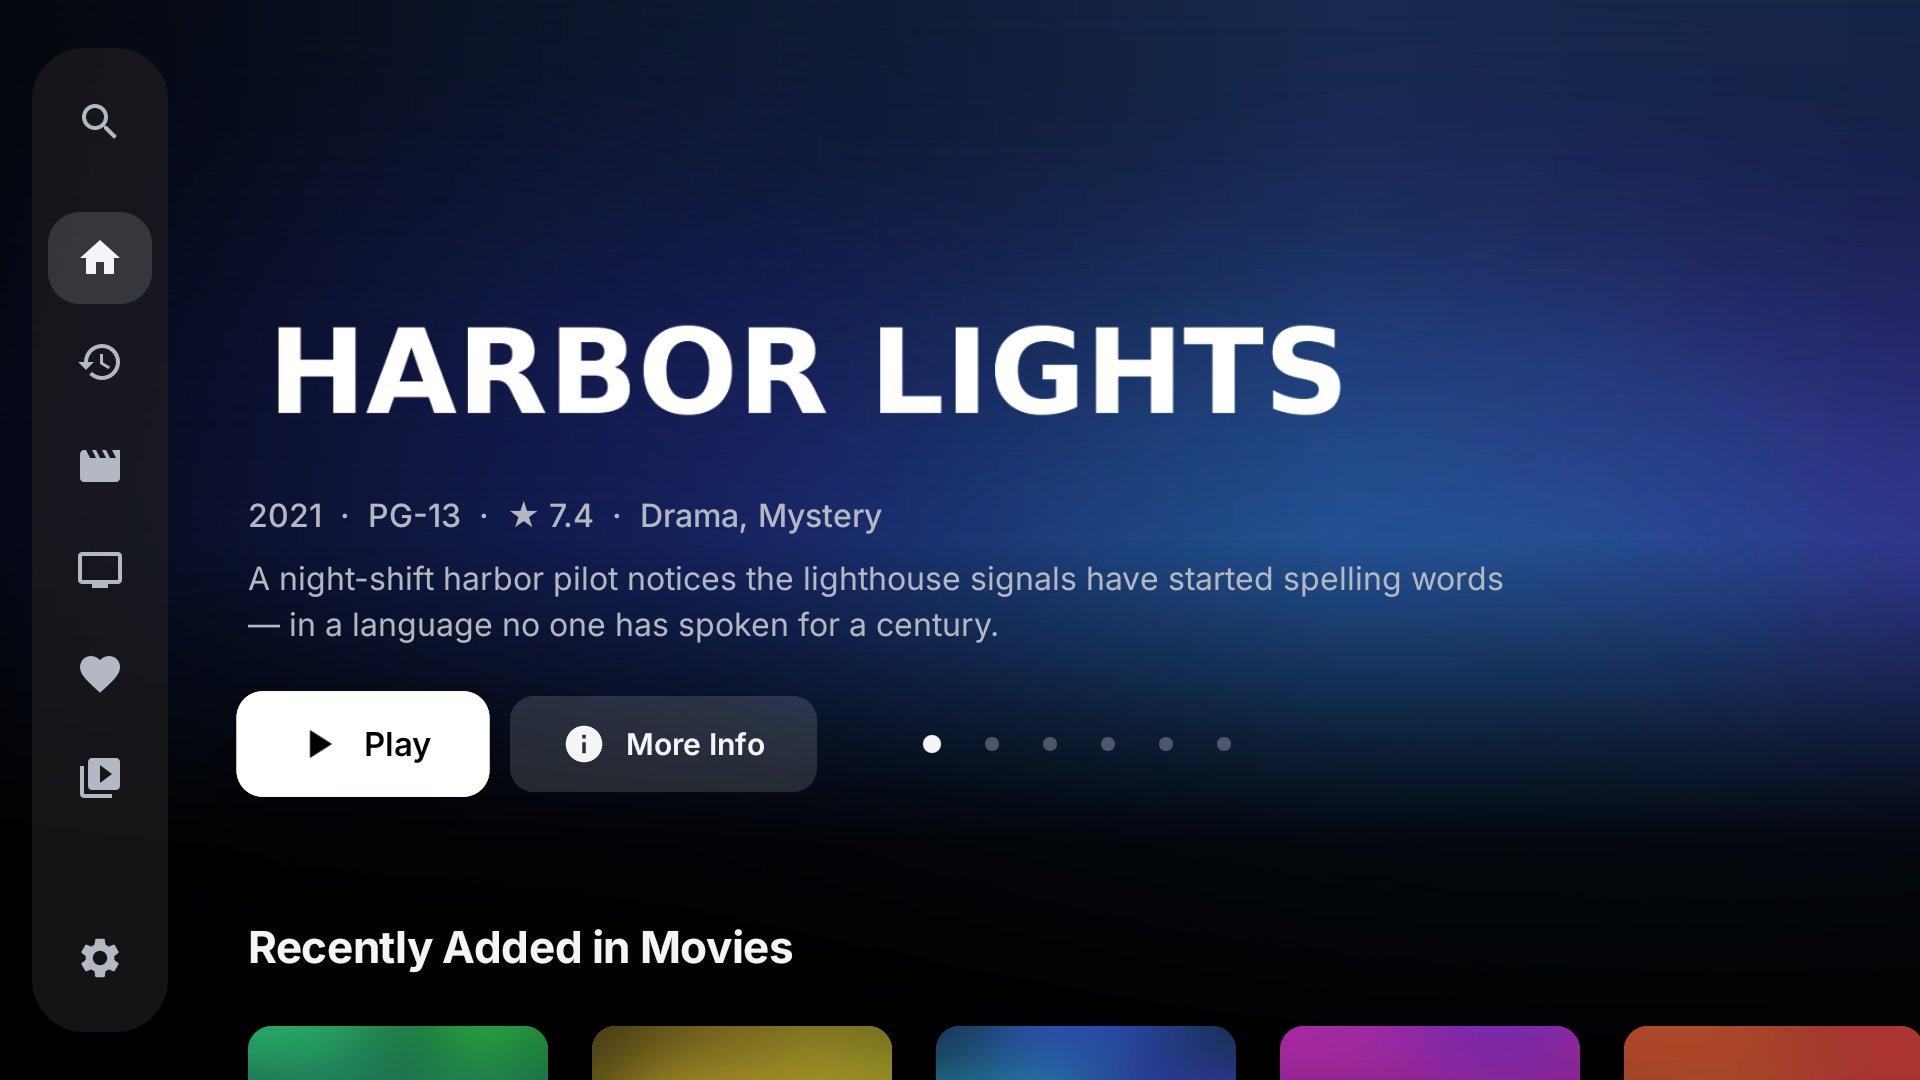 HARBOR LIGHTS
2021 · PG-13 · ★ 7.4 · Drama, Mystery
A night-shift harbor pilot notices the lighthouse signals have started spelling words
— in a language no one has spoken for a century.
Play
More Info
Recently Added in Movies